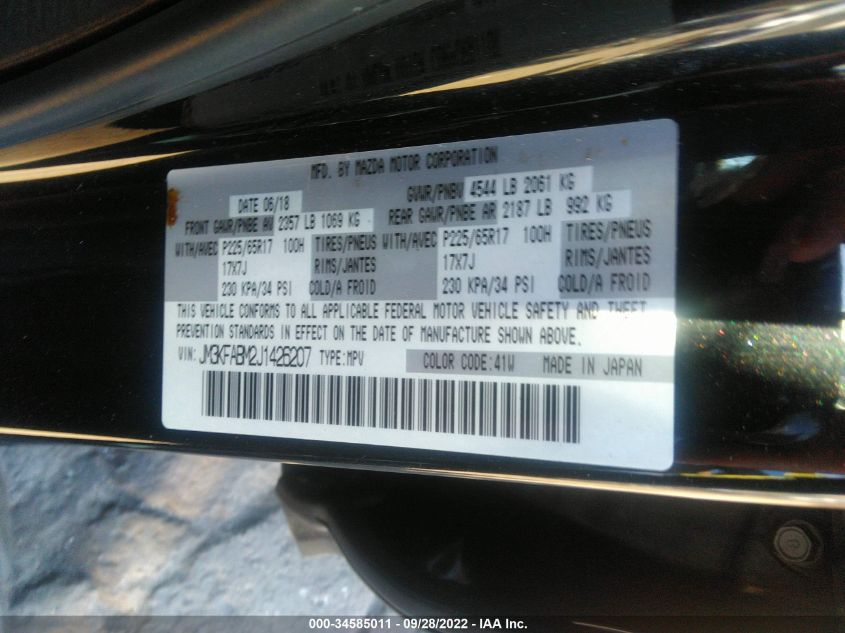 MFD. BY MAZDA MOTOR CORPORATION
DATE 06/18 GVWR/PNBV 4544 LB 2061 KG
FRONT GAWR/PNBE AV 2357 LB 1069 KG REAR GAWR/PNBE AR 2187 LB 992 KG
WITH/AVEC P225/65R17 100H TIRES/PNEUS WITH/AVEC P225/65R17 100H TIRES/PNEUS
17X7J RIMS/JANTES 17X7J RIMS/JANTES
230 KPA/34 PSI COLD/A FROID 230 KPA/34 PSI COLD/A FROID
THIS VEHICLE CONFORMS TO ALL APPLICABLE FEDERAL MOTOR VEHICLE SAFETY AND THEFT
PREVENTION STANDARDS IN EFFECT ON THE DATE OF MANUFACTURE SHOWN ABOVE.
VIN: JM3KFABM2J1426207 TYPE:MPV COLOR CODE:41W MADE IN JAPAN
000-34585011 - 09/28/2022 - IAA Inc.